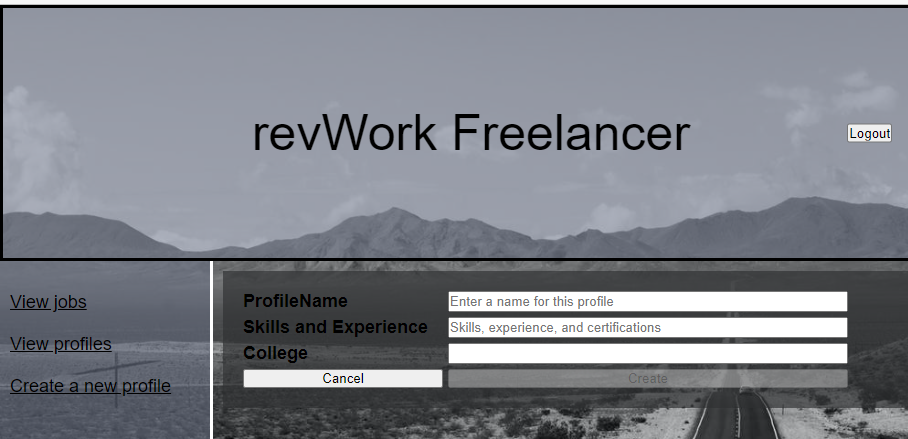 revWork Freelancer
Logout
View jobs
View profiles
Create a new profile
ProfileName
Enter a name for this profile
Skills and Experience
Skills, experience, and certifications
College
Cancel
Create